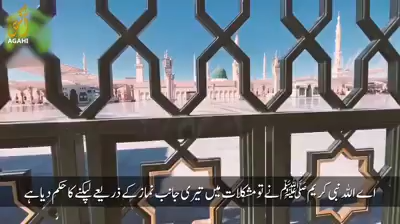 AGAHI
اے اللہ نبی کریم ﷺ نے تو مشکلات میں تیری جانب نماز کے ذریعے لپکنے کا حکم دیا ہے